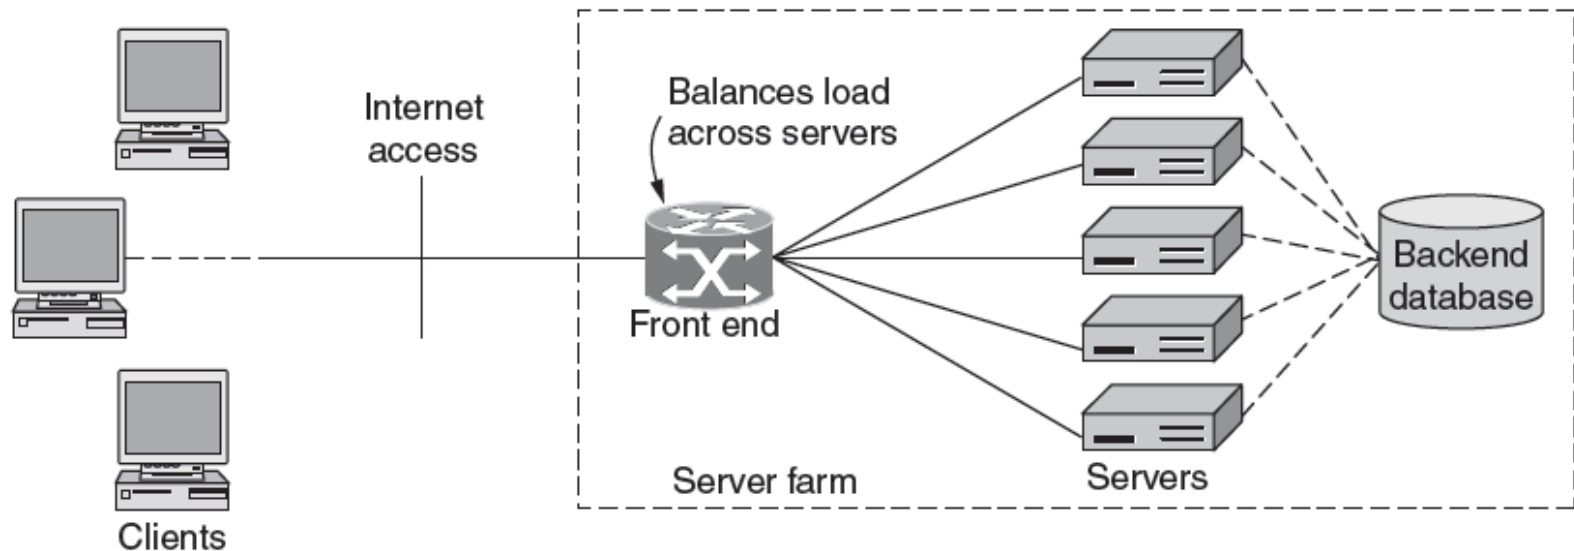 Internet
access
Balances load
across servers
Front end
Backend
database
Server farm
Servers
Clients